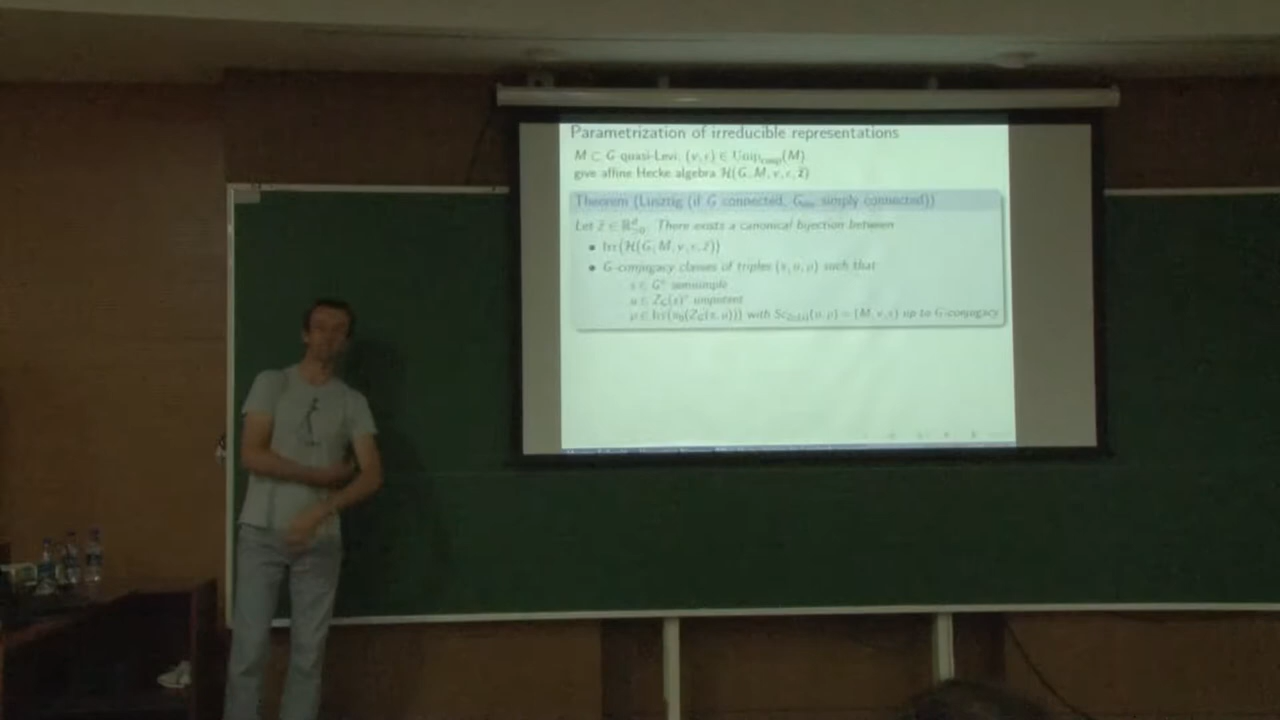 Parametrization of irreducible representations
M ⊂ G quasi-Levi, (v, ε) ∈ Unip_cusp(M)
give affine Hecke algebra H(G, M, v, ε, z⃗)
Theorem (Lusztig (if G connected, G_der simply connected))
Let z⃗ ∈ ℝ^d_{>0}. There exists a canonical bijection between
• Irr(H(G, M, v, ε, z⃗))
• G-conjugacy classes of triples (s, u, ρ) such that
s ∈ G° semisimple
u ∈ Z_G(s)° unipotent
ρ ∈ Irr(π₀(Z_G(s, u))) with Sc_{Z_G(s)}(u, ρ) = (M, v, ε) up to G-conjugacy